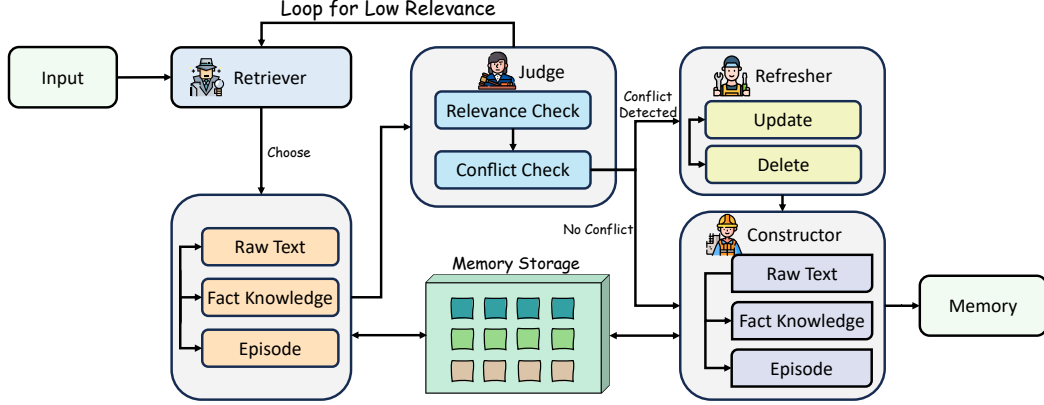 Loop for Low Relevance
Input
Retriever
Judge
Relevance Check
Conflict Check
Conflict
Detected
Refresher
Update
Delete
Choose
Raw Text
Fact Knowledge
Episode
No Conflict
Memory Storage
Constructor
Raw Text
Fact Knowledge
Episode
Memory